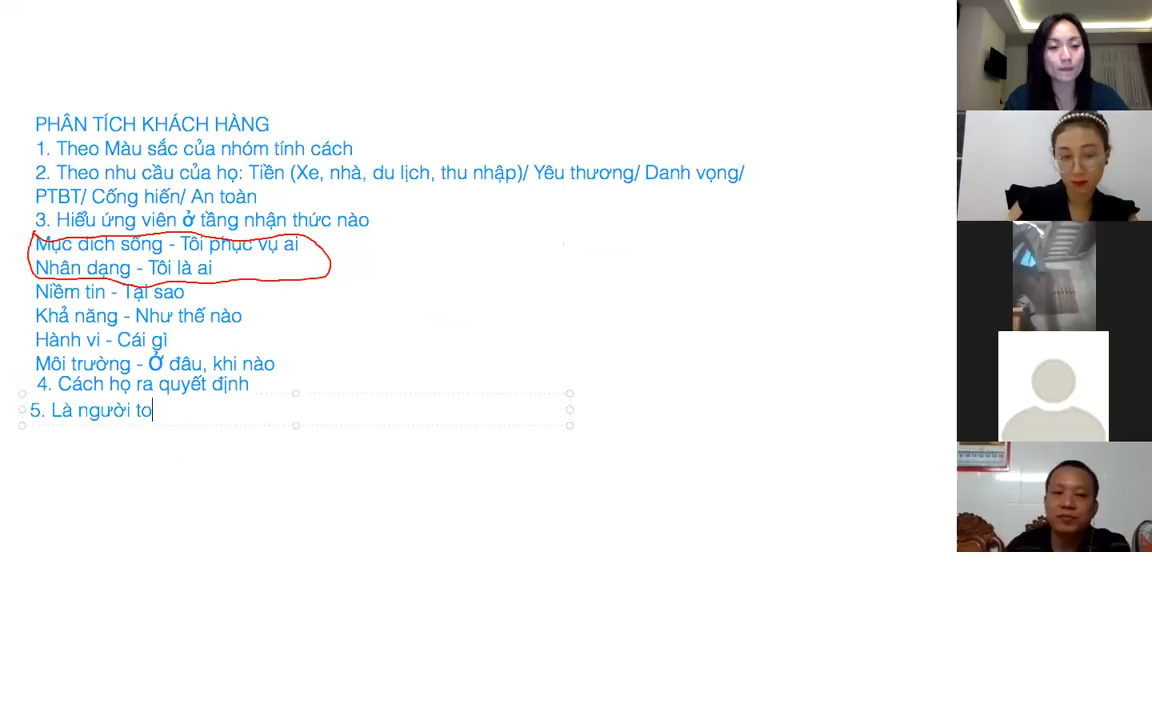 PHÂN TÍCH KHÁCH HÀNG
1. Theo Màu sắc của nhóm tính cách
2. Theo nhu cầu của họ: Tiền (Xe, nhà, du lịch, thu nhập)/ Yêu thương/ Danh vọng/
PTBT/ Cống hiến/ An toàn
3. Hiểu ứng viên ở tầng nhận thức nào
Mục đích sống - Tôi phục vụ ai
Nhân dạng - Tôi là ai
Niềm tin - Tại sao
Khả năng - Như thế nào
Hành vi - Cái gì
Môi trường - Ở đâu, khi nào
4. Cách họ ra quyết định
5. Là người to